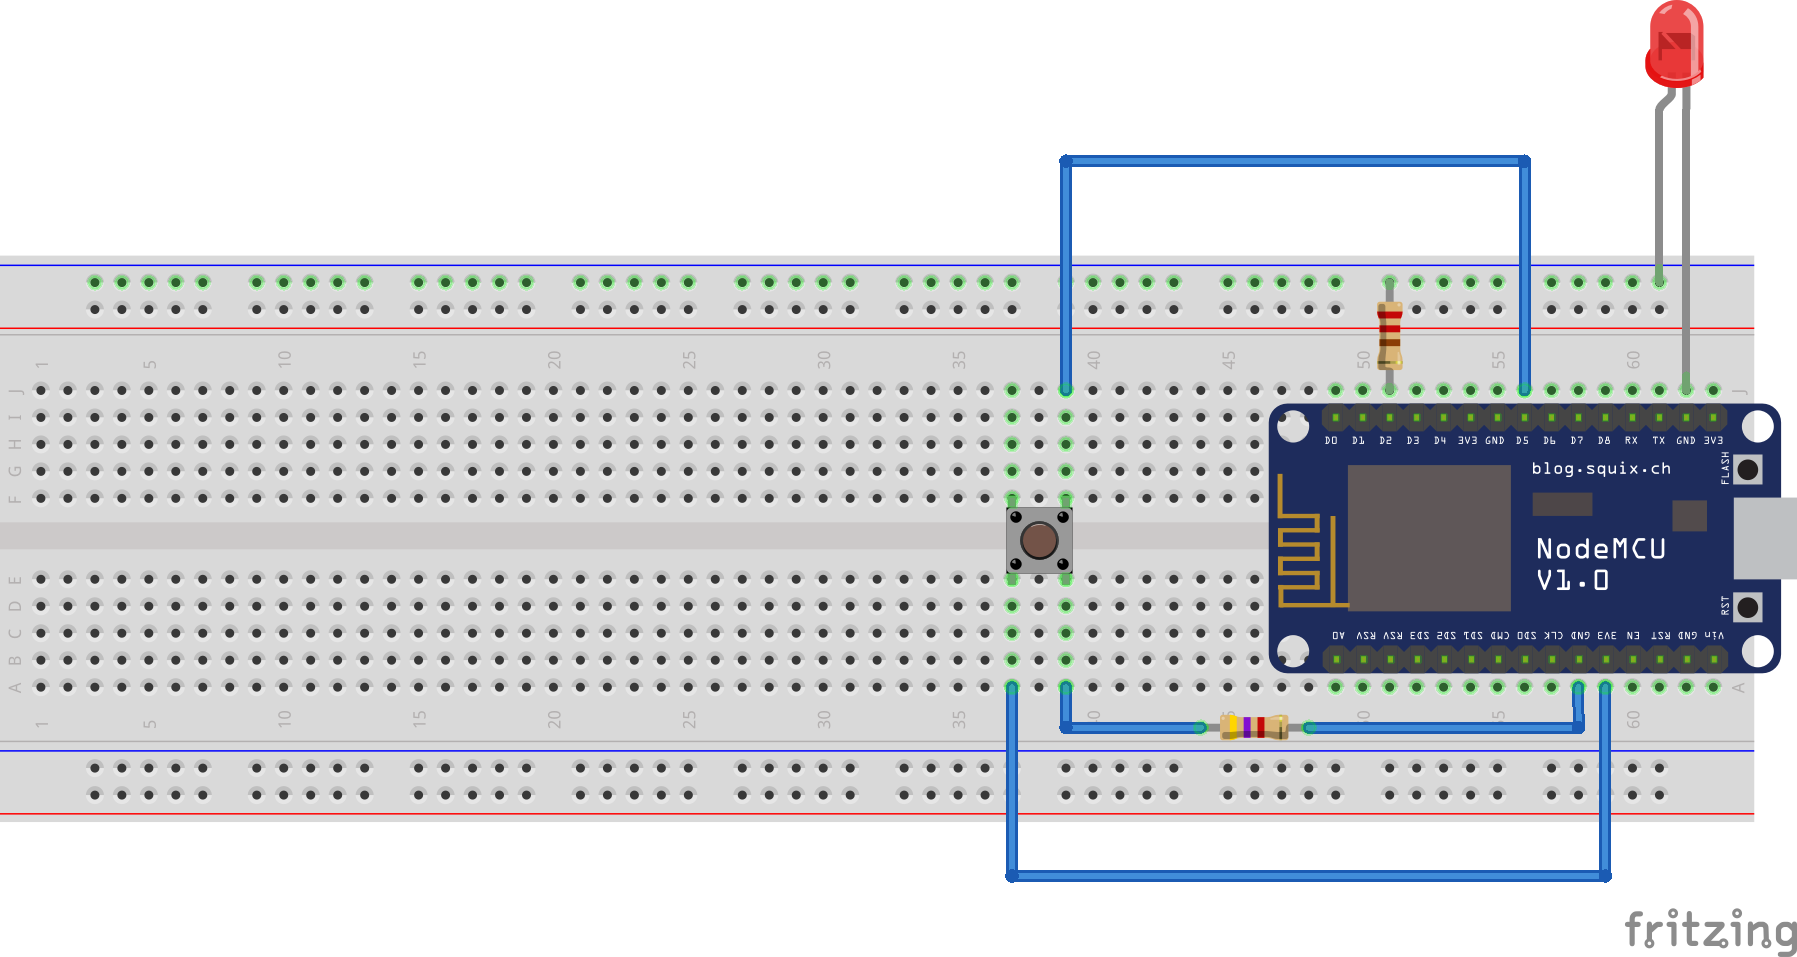 1 5 10 15 20 25 30 35 40 45 50 55 60
J J
I
H
G
F
D0 D1 D2 D3 D4 3V3 GND D5 D6 D7 D8 RX TX GND 3V3
blog.squix.ch
FLASH
NodeMCU
V1.0
RST
A0 RSV RSV SD3 SD2 SD1 CMD SD0 CLK GND 3V3 EN RST GND Vin
E
D
C
B
A A
1 5 10 15 20 25 30 35 40 45 50 55 60
fritzing